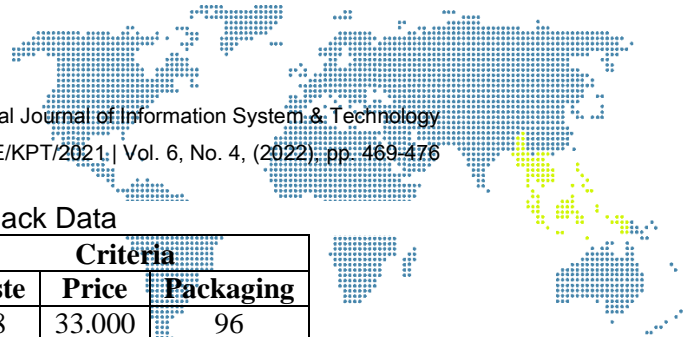 al Journal of Information System & Technology
E/KPT/2021 | Vol. 6, No. 4, (2022), pp. 469-476
ack Data
Criteria
ste Price Packaging
8 33.000 96